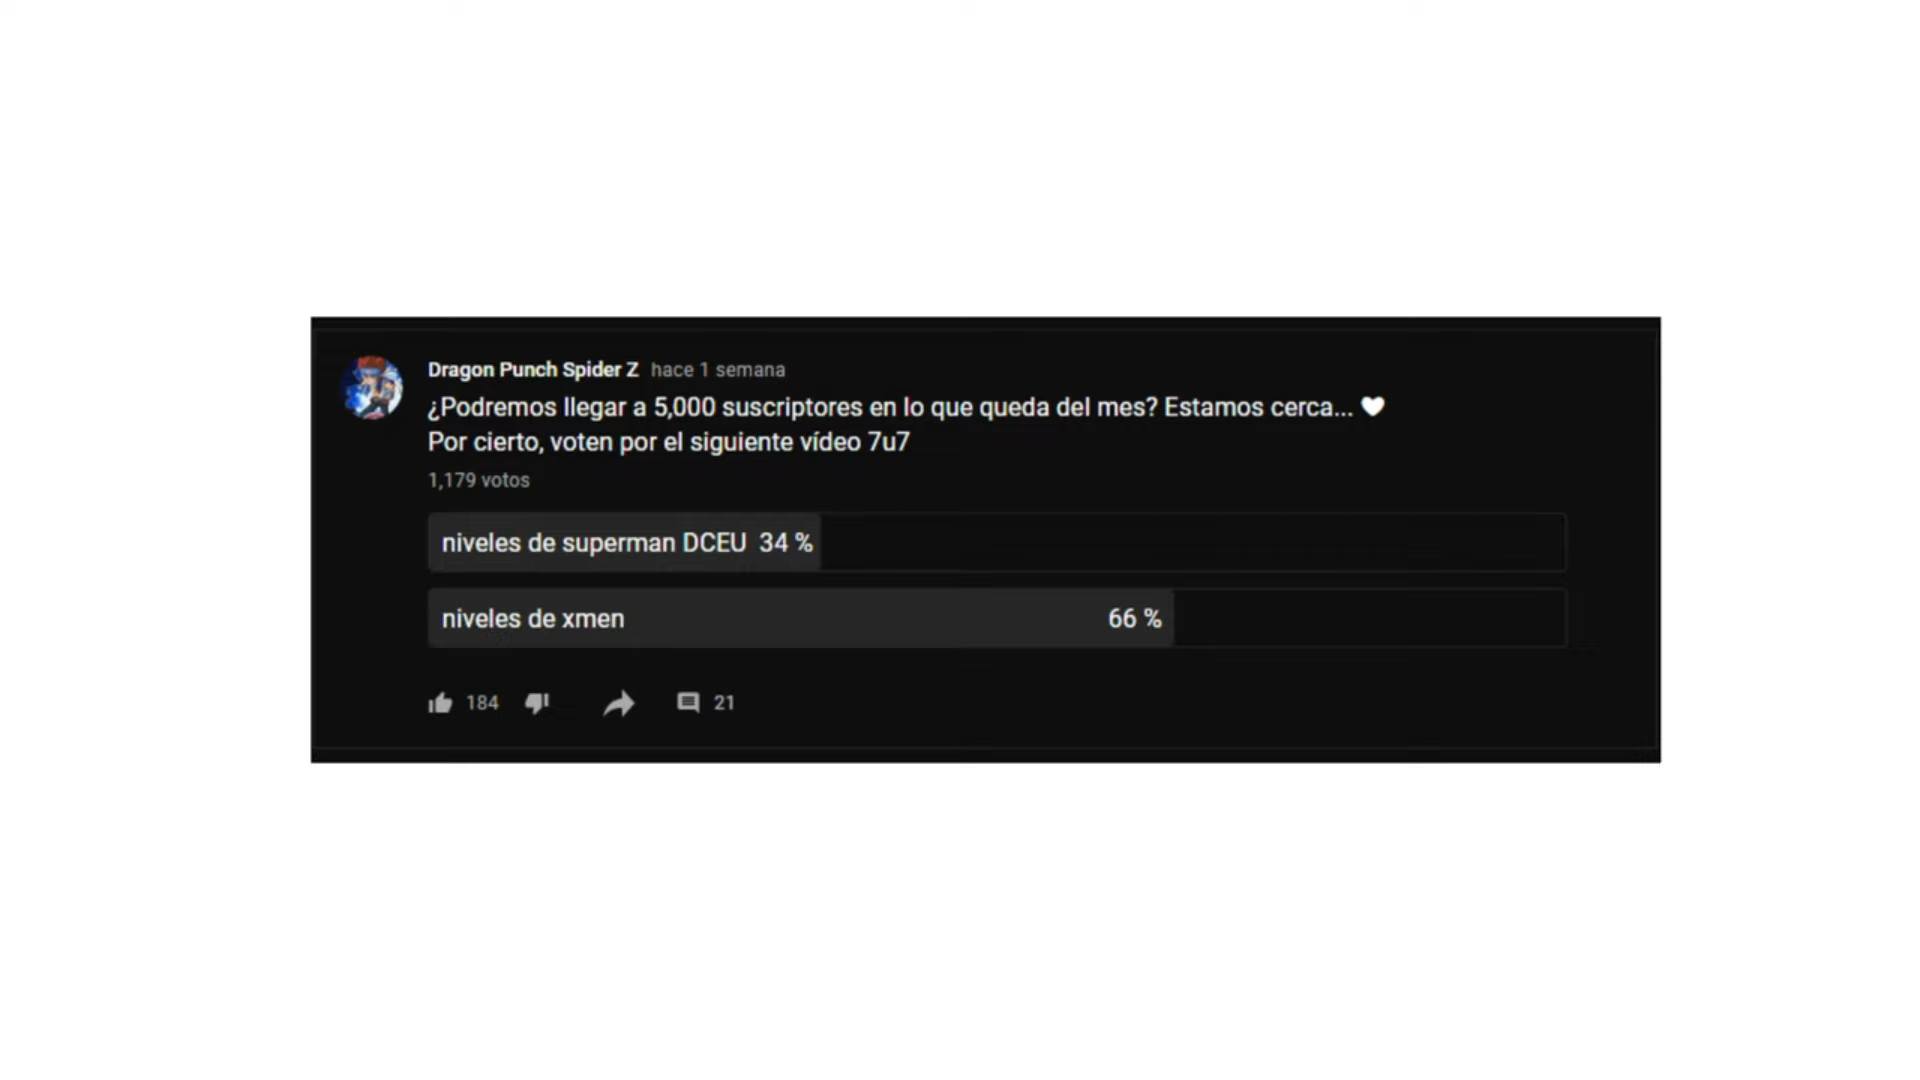 Dragon Punch Spider Z hace 1 semana
¿Podremos llegar a 5,000 suscriptores en lo que queda del mes? Estamos cerca... 🤍
Por cierto, voten por el siguiente vídeo 7u7
1,179 votos
niveles de superman DCEU 34 %
niveles de xmen 66 %
184 21